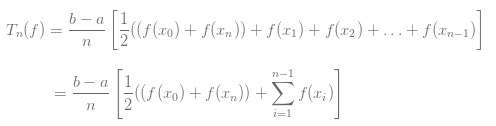 T_n(f) = \frac{b-a}{n} \left[ \frac{1}{2}((f(x_0) + f(x_n)) + f(x_1) + f(x_2) + \ldots + f(x_{n-1}) \right]
= \frac{b-a}{n} \left[ \frac{1}{2}((f(x_0) + f(x_n)) + \sum_{i=1}^{n-1} f(x_i) \right]